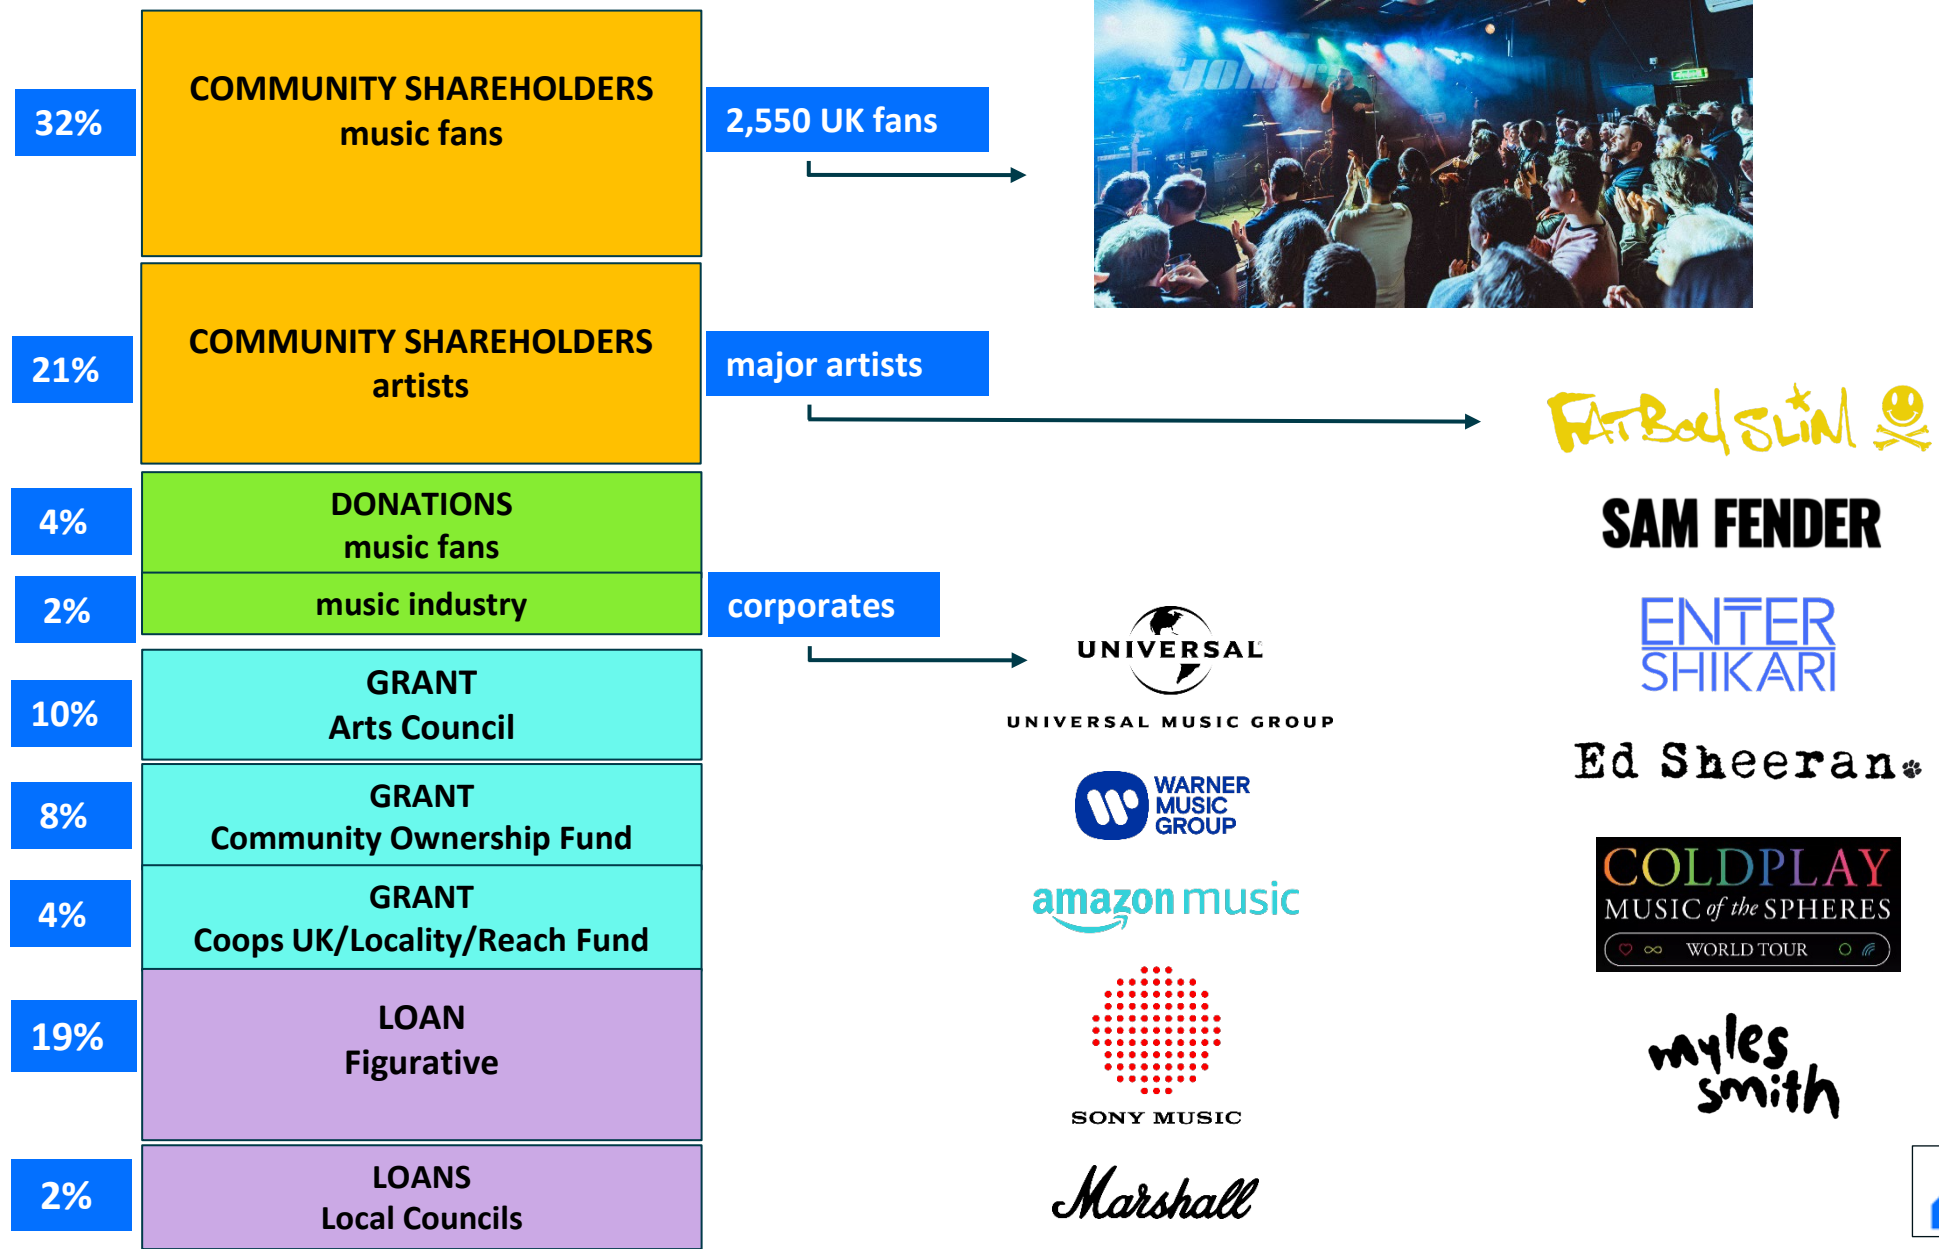 32%
COMMUNITY SHAREHOLDERS
music fans
2,550 UK fans
21%
COMMUNITY SHAREHOLDERS
artists
major artists
FATBOY SLIM
SAM FENDER
ENTER
SHIKARI
Ed Sheeran
COLDPLAY
MUSIC of the SPHERES
WORLD TOUR
myles
smith
4%
DONATIONS
music fans
2%
music industry
corporates
UNIVERSAL
UNIVERSAL MUSIC GROUP
WARNER
MUSIC
GROUP
amazon music
SONY MUSIC
Marshall
10%
GRANT
Arts Council
8%
GRANT
Community Ownership Fund
4%
GRANT
Coops UK/Locality/Reach Fund
19%
LOAN
Figurative
2%
LOANS
Local Councils